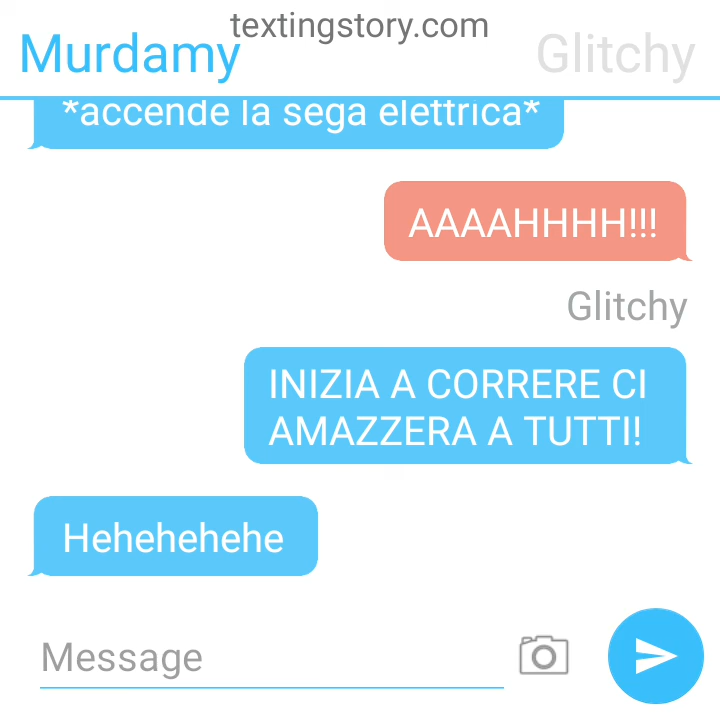 textingstory.com
Murdamy
Glitchy
*accende la sega elettrica*
AAAAHHHH!!!
Glitchy
INIZIA A CORRERE CI
AMAZZERA A TUTTI!
Hehehehehe
Message